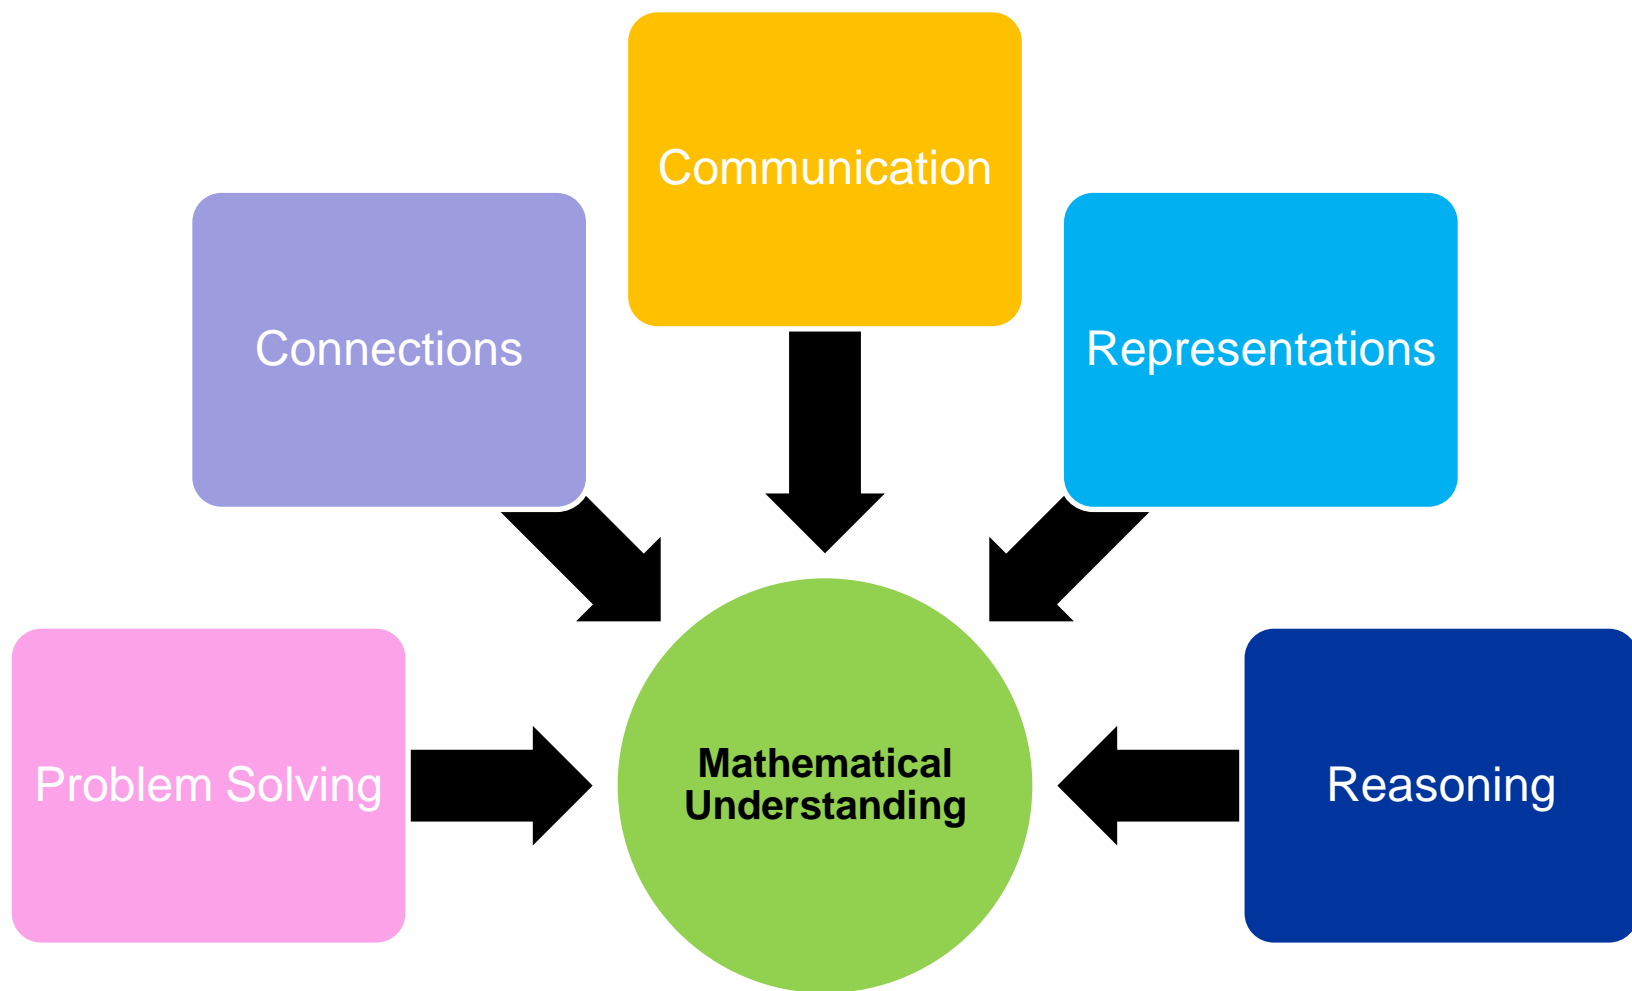 Communication
Connections
Representations
Problem Solving
Mathematical
Understanding
Reasoning